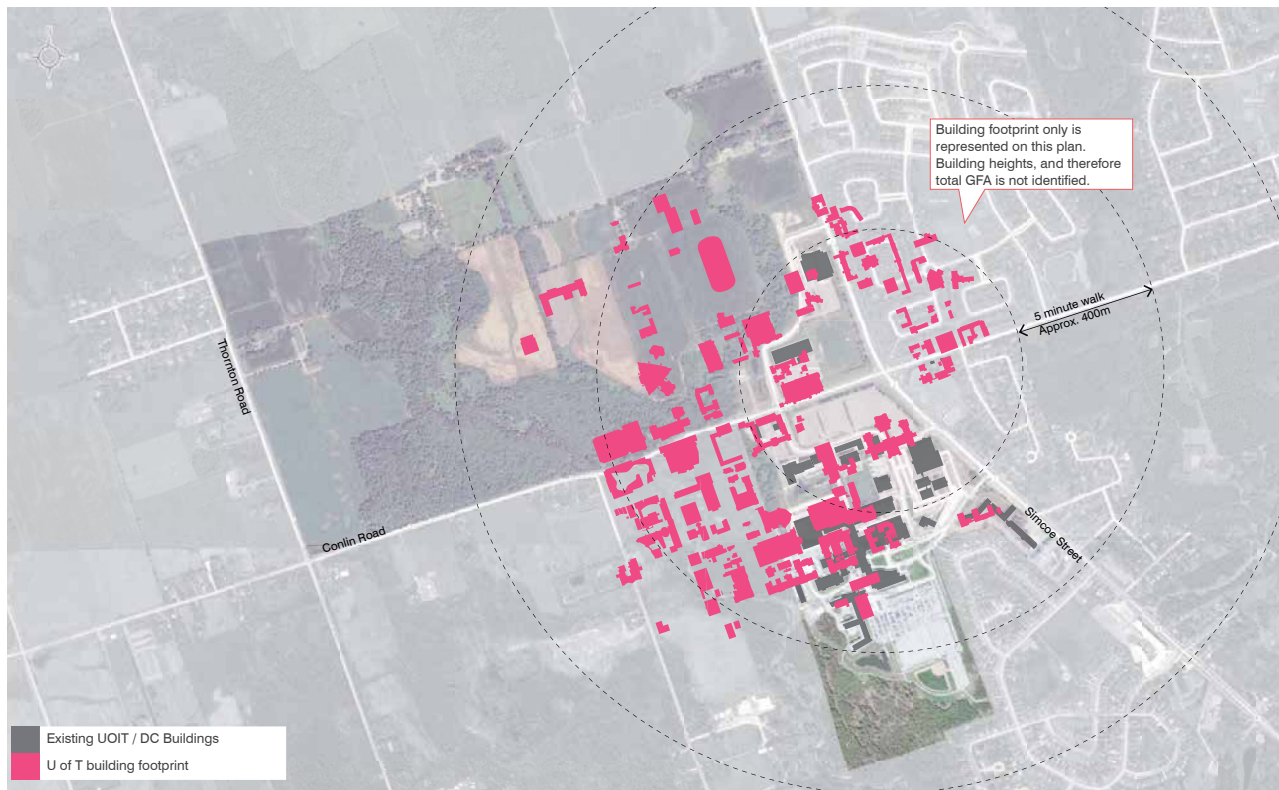 Building footprint only is
represented on this plan.
Building heights, and therefore
total GFA is not identified.
5 minute walk
Approx. 400m
Thornton Road
Conlin Road
Simcoe Street
Existing UOIT / DC Buildings
U of T building footprint